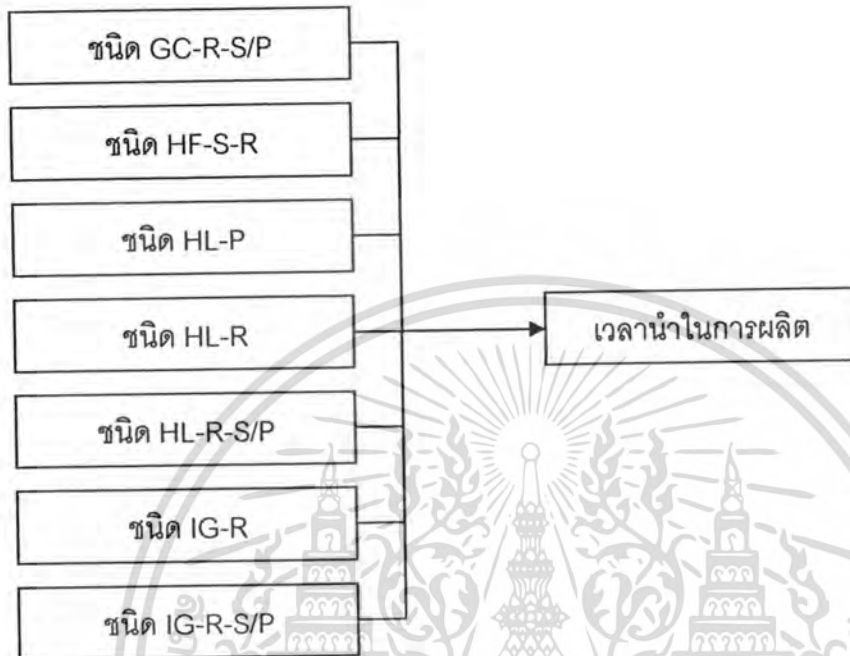 ชนิด GC-R-S/P
ชนิด HF-S-R
ชนิด HL-P
ชนิด HL-R
เวลานำในการผลิต
ชนิด HL-R-S/P
ชนิด IG-R
ชนิด IG-R-S/P